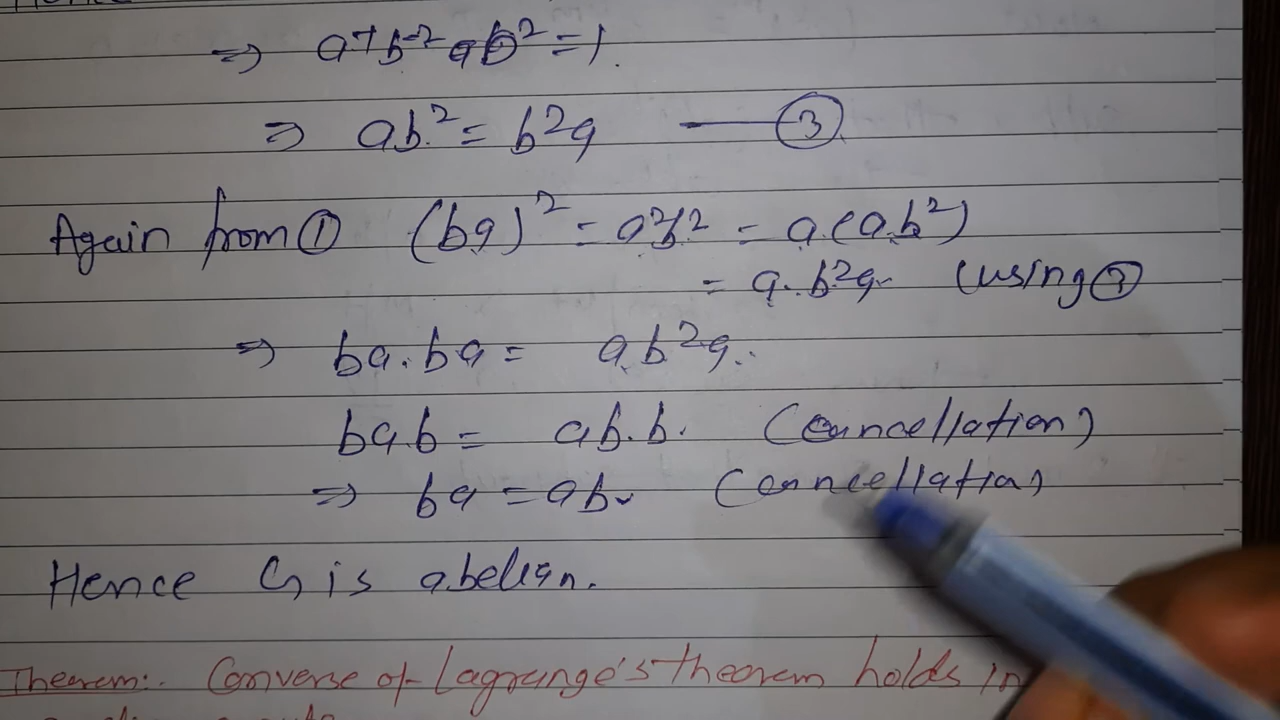 ⇒ a⁻¹b⁻²ab² = 1.
⇒ ab² = b²a —— ③
Again from ① (ba)² = a²b² = a(ab²)
= a.b²a. (using ③)
⇒ ba.ba = ab²a.
bab = ab.b. (cancellation)
⇒ ba = ab. (cancellation)
Hence G is abelian.
Theorem:. Converse of Lagrange's theorem holds in